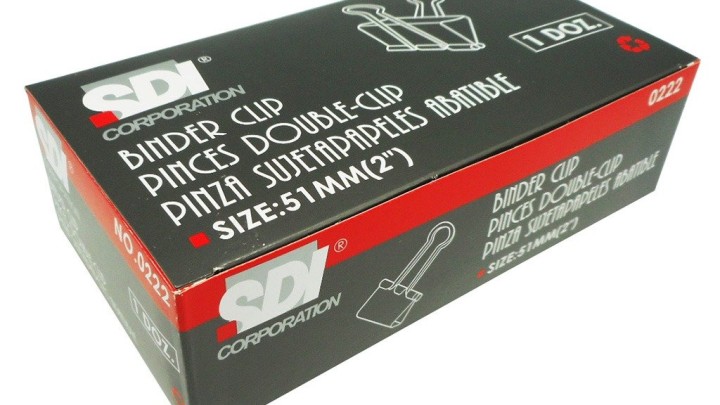 SDI®
CORPORATION
BINDER CLIP
PINCES DOUBLE-CLIP
PINZA SUJETAPAPELES ABATIBLE
SIZE:51MM(2")
1 DOZ.
0222
SDI®
CORPORATION
BINDER CLIP
PINCES DOUBLE-CLIP
PINZA SUJETAPAPELES ABATIBLE
SIZE:51MM(2")
SDI
NO.0222
1 DOZ.